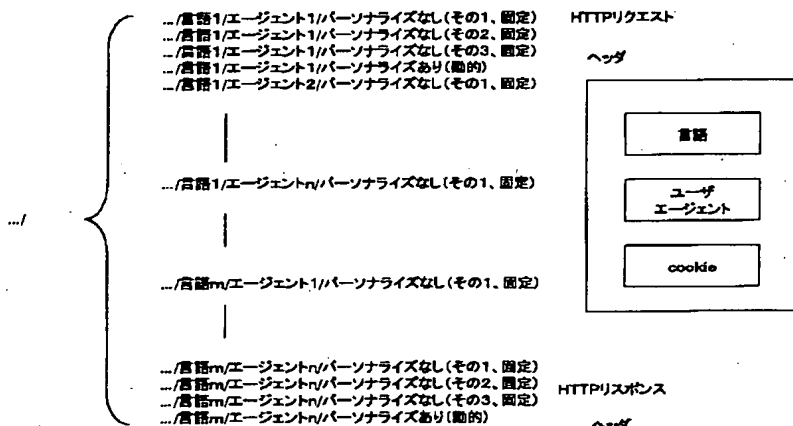 .../言語1/エージェント1/パーソナライズなし(その1、固定)
.../言語1/エージェント1/パーソナライズなし(その2、固定)
.../言語1/エージェント1/パーソナライズなし(その3、固定)
.../言語1/エージェント1/パーソナライズあり(動的)
.../言語1/エージェント2/パーソナライズなし(その1、固定)
.../言語1/エージェントn/パーソナライズなし(その1、固定)
.../
.../言語m/エージェント1/パーソナライズなし(その1、固定)
.../言語m/エージェントn/パーソナライズなし(その1、固定)
.../言語m/エージェントn/パーソナライズなし(その2、固定)
.../言語m/エージェントn/パーソナライズなし(その3、固定)
.../言語m/エージェントn/パーソナライズあり(動的)
HTTPリクエスト
ヘッダ
言語
ユーザ
エージェント
cookie
HTTPリスポンス
ヘッダ